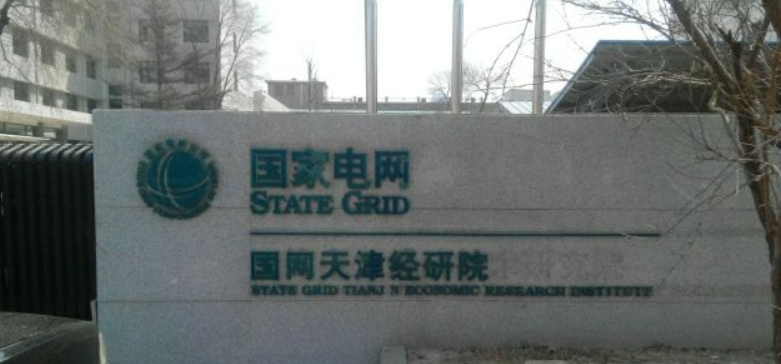 国家电网
STATE GRID
国网天津经研院
STATE GRID TIANJ N ECONOMIC RESEARCH INSTITUTE